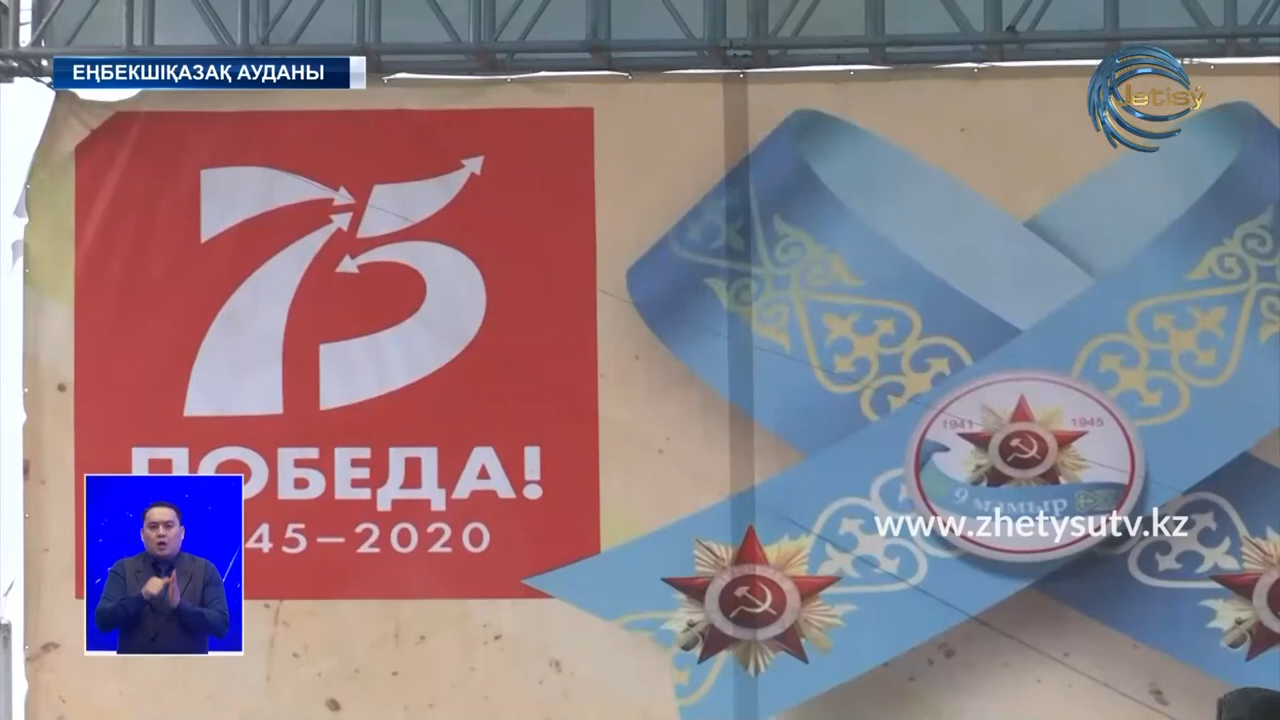 ЕҢБЕКШІҚАЗАҚ АУДАНЫ
Jetisý
75
ПОБЕДА!
45–2020
1941 1945
9 мамыр
www.zhetysutv.kz